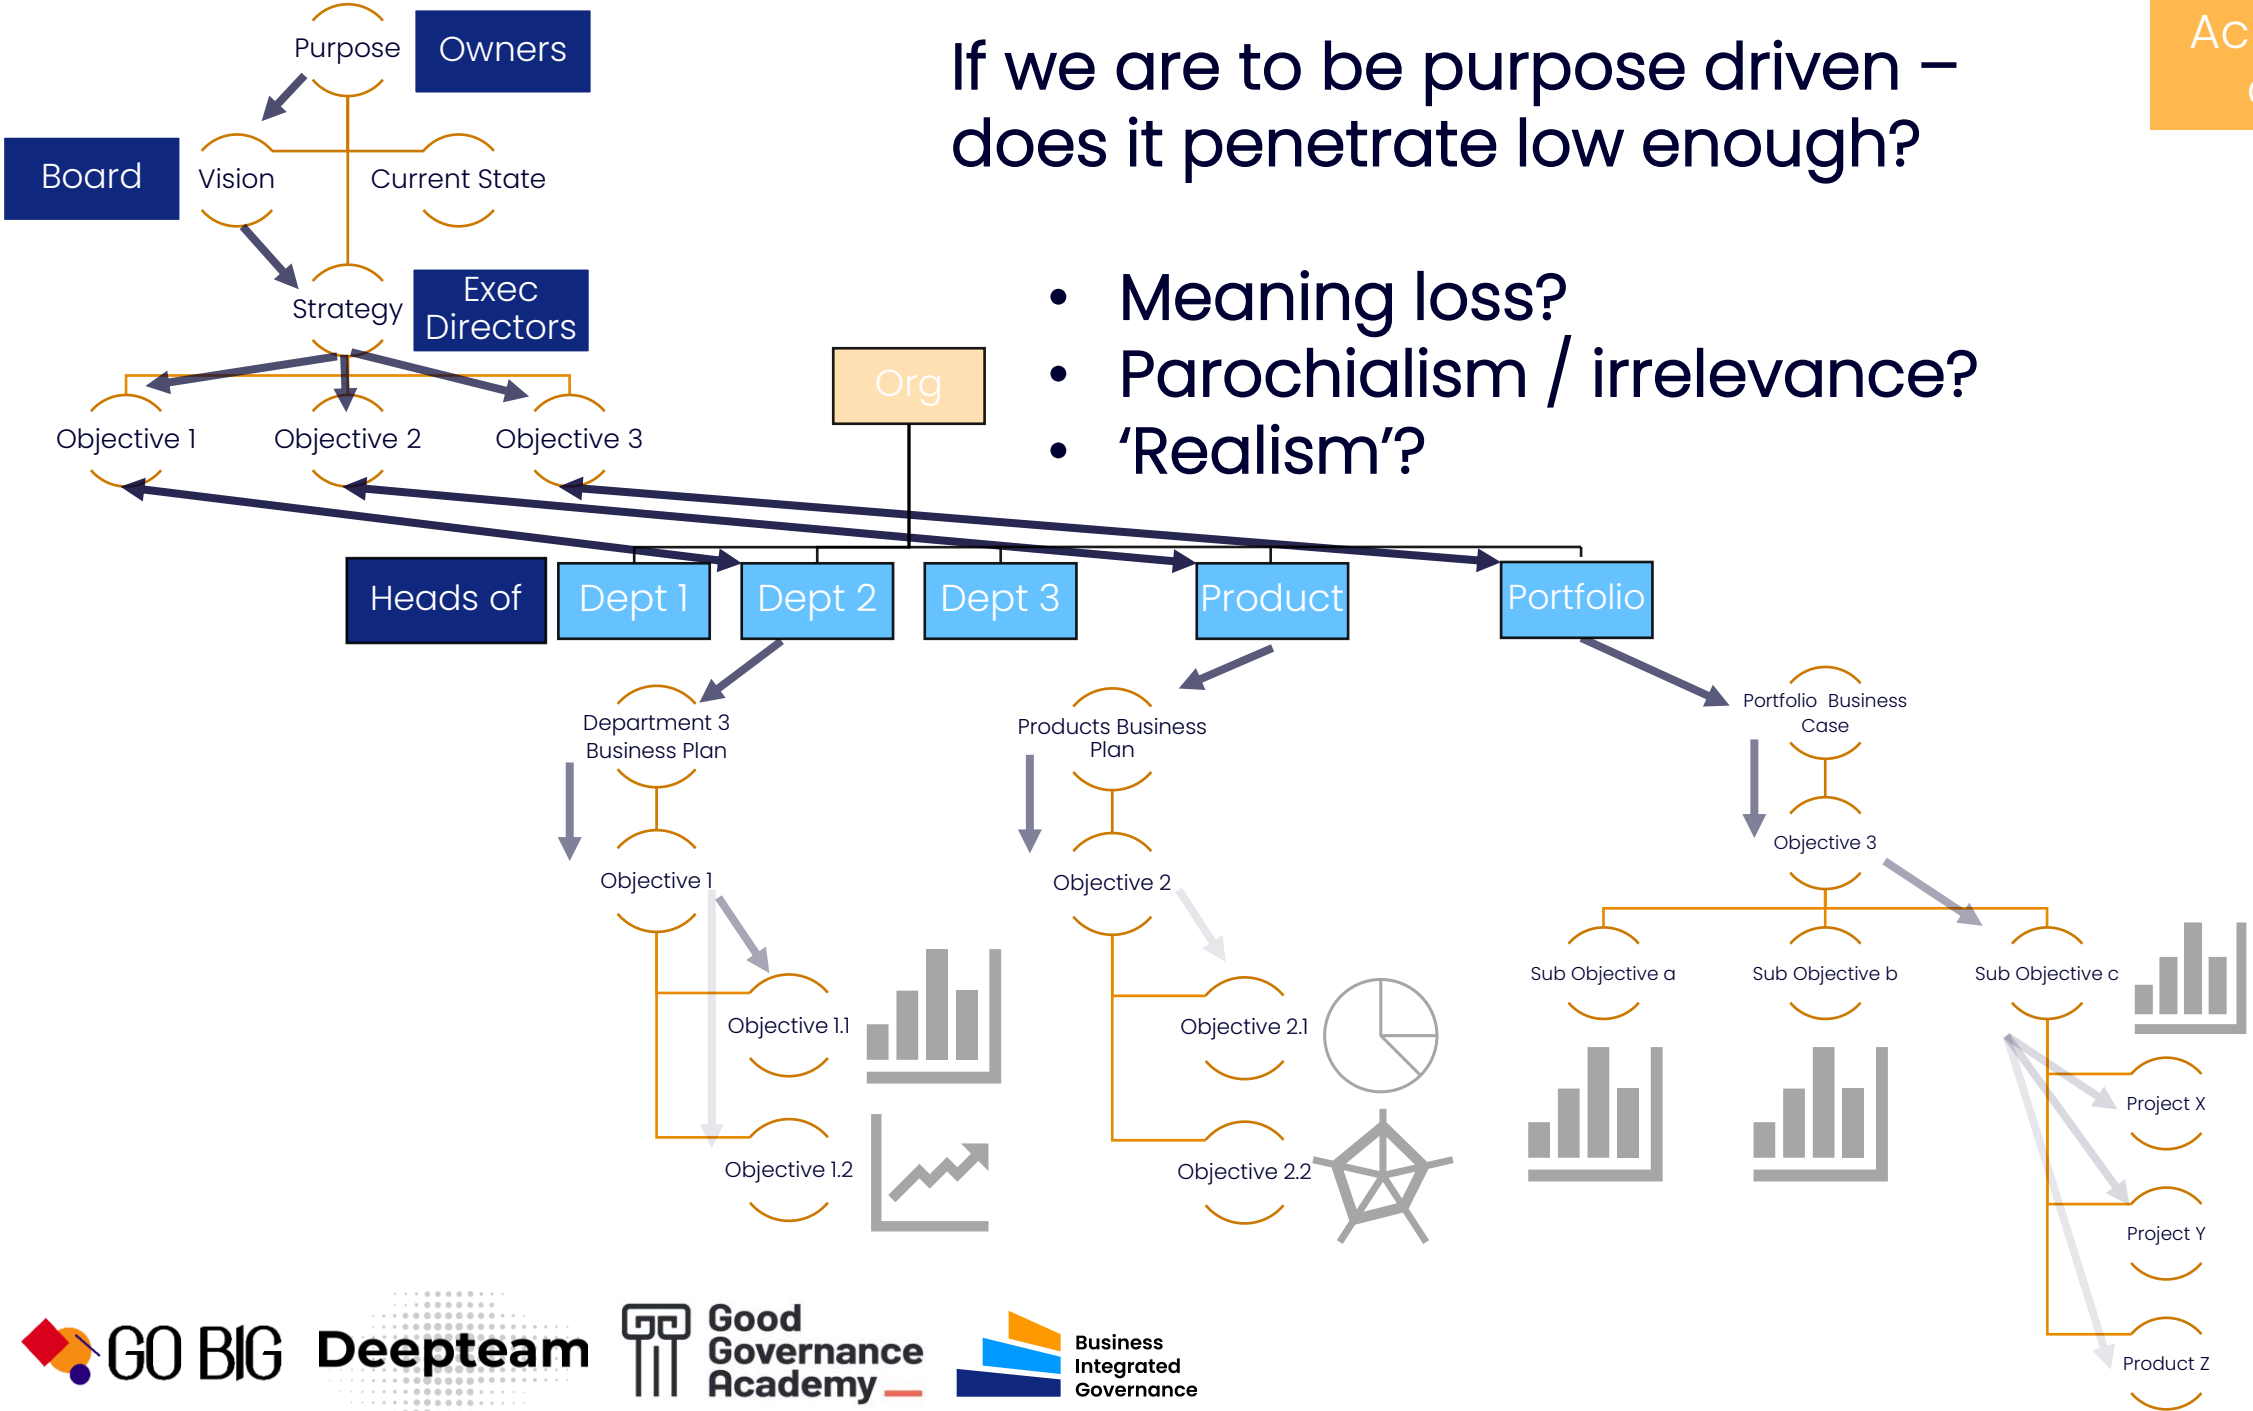 If we are to be purpose driven –
does it penetrate low enough?
• Meaning loss?
• Parochialism / irrelevance?
• ‘Realism’?
Purpose
Owners
Board
Vision
Current State
Strategy
Exec
Directors
Objective 1
Objective 2
Objective 3
Org
Heads of
Dept 1
Dept 2
Dept 3
Product
Portfolio
Department 3
Business Plan
Objective 1
Objective 1.1
Objective 1.2
Products Business
Plan
Objective 2
Objective 2.1
Objective 2.2
Portfolio Business
Case
Objective 3
Sub Objective a
Sub Objective b
Sub Objective c
Project X
Project Y
Product Z
GO BIG
Deepteam
Good
Governance
Academy
Business
Integrated
Governance